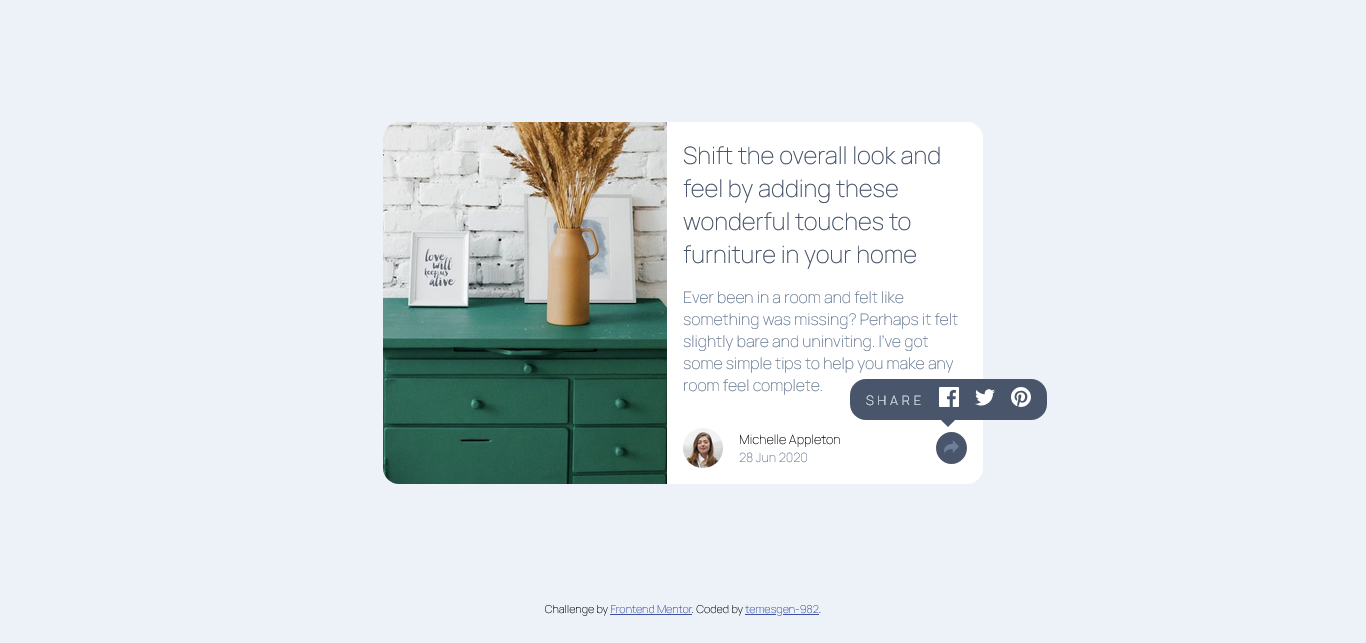 love
will
keep us
alive
Shift the overall look and
feel by adding these
wonderful touches to
furniture in your home
Ever been in a room and felt like
something was missing? Perhaps it felt
slightly bare and uninviting. I've got
some simple tips to help you make any
room feel complete.
SHARE
Michelle Appleton
28 Jun 2020
Challenge by Frontend Mentor. Coded by temesgen-982.